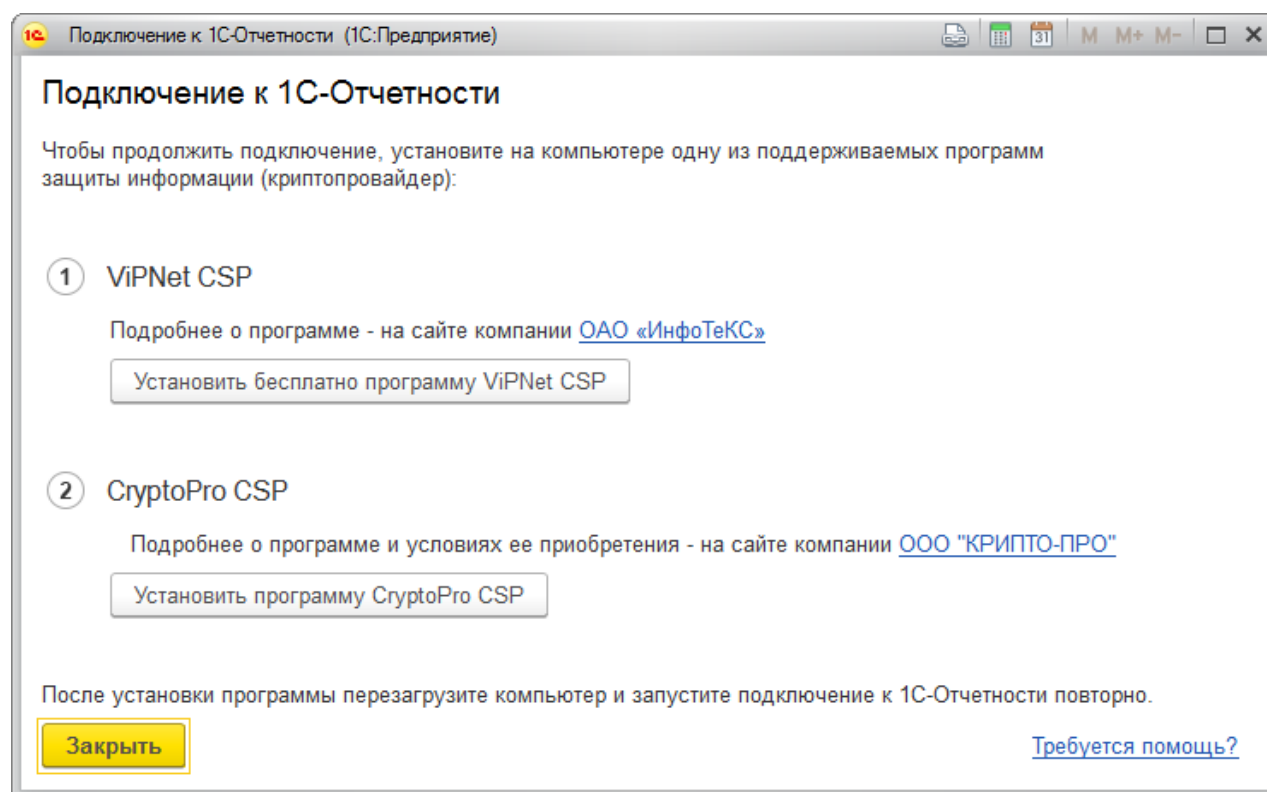 1С Подключение к 1С-Отчетности (1С:Предприятие) 31 M M+ M-
Подключение к 1С-Отчетности
Чтобы продолжить подключение, установите на компьютере одну из поддерживаемых программ
защиты информации (криптопровайдер):
1 ViPNet CSP
Подробнее о программе - на сайте компании ОАО «ИнфоТеКС»
Установить бесплатно программу ViPNet CSP
2 CryptoPro CSP
Подробнее о программе и условиях ее приобретения - на сайте компании ООО "КРИПТО-ПРО"
Установить программу CryptoPro CSP
После установки программы перезагрузите компьютер и запустите подключение к 1С-Отчетности повторно.
Закрыть Требуется помощь?